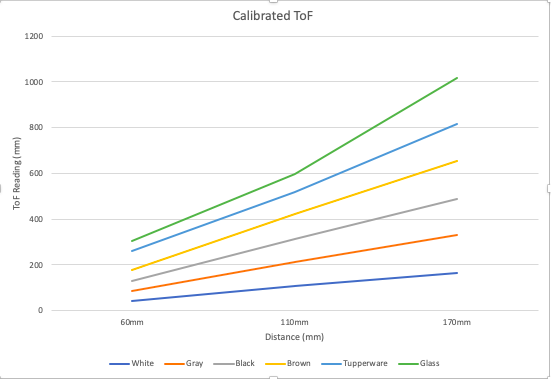 Calibrated ToF
1200
1000
800
600
400
200
0
ToF Reading (mm)
60mm 110mm 170mm
Distance (mm)
White Gray Black Brown Tupperware Glass